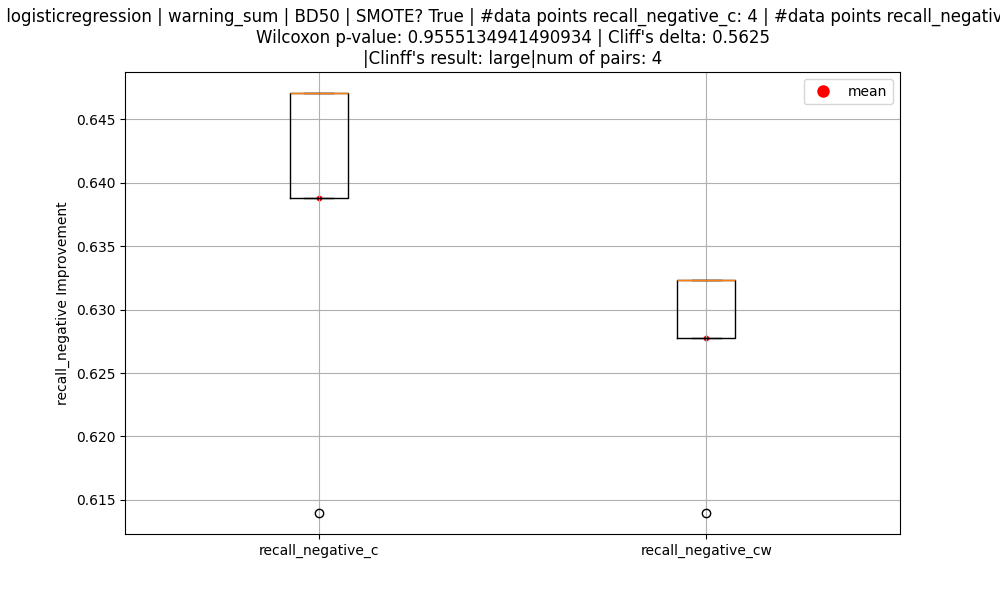 logisticregression | warning_sum | BD50 | SMOTE? True | #data points recall_negative_c: 4 | #data points
Wilcoxon p-value: 0.9555134941490934 | Cliff's delta: 0.5625
|Clinff's result: large|num of pairs: 4
mean
0.645
0.640
0.635
0.630
0.625
0.620
0.615
recall_negative Improvement
recall_negative_c
recall_negative_cw